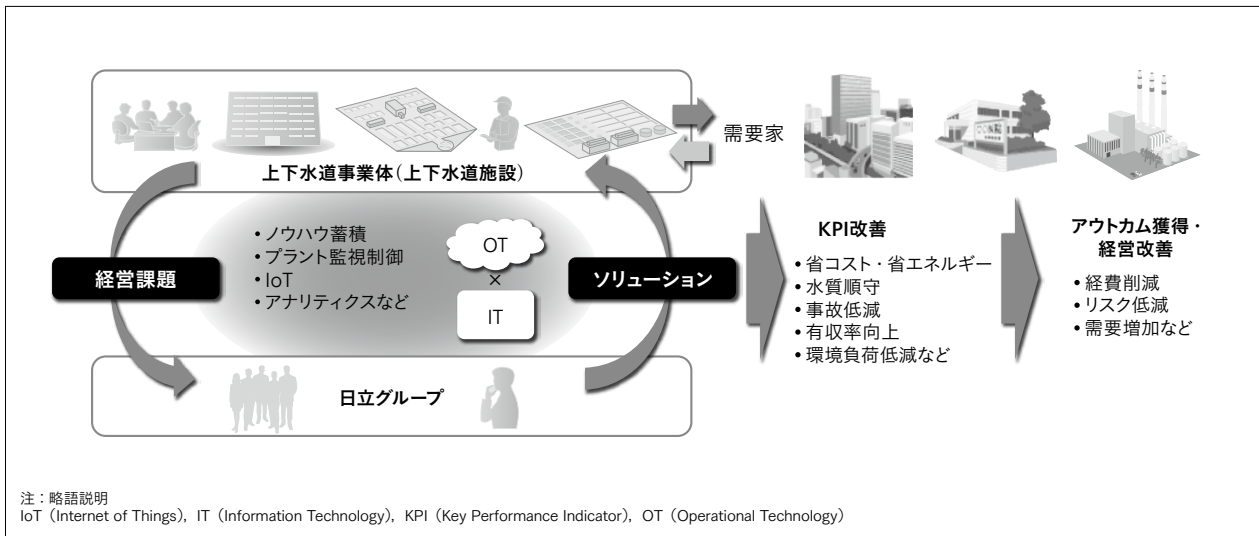 上下水道事業体(上下水道施設)
需要家
経営課題
• ノウハウ蓄積
• プラント監視制御
• IoT
• アナリティクスなど
OT
×
IT
ソリューション
日立グループ
KPI改善
• 省コスト・省エネルギー
• 水質順守
• 事故低減
• 有収率向上
• 環境負荷低減など
アウトカム獲得・
経営改善
• 経費削減
• リスク低減
• 需要増加など
注:略語説明
IoT(Internet of Things),IT(Information Technology),KPI(Key Performance Indicator),OT(Operational Technology)